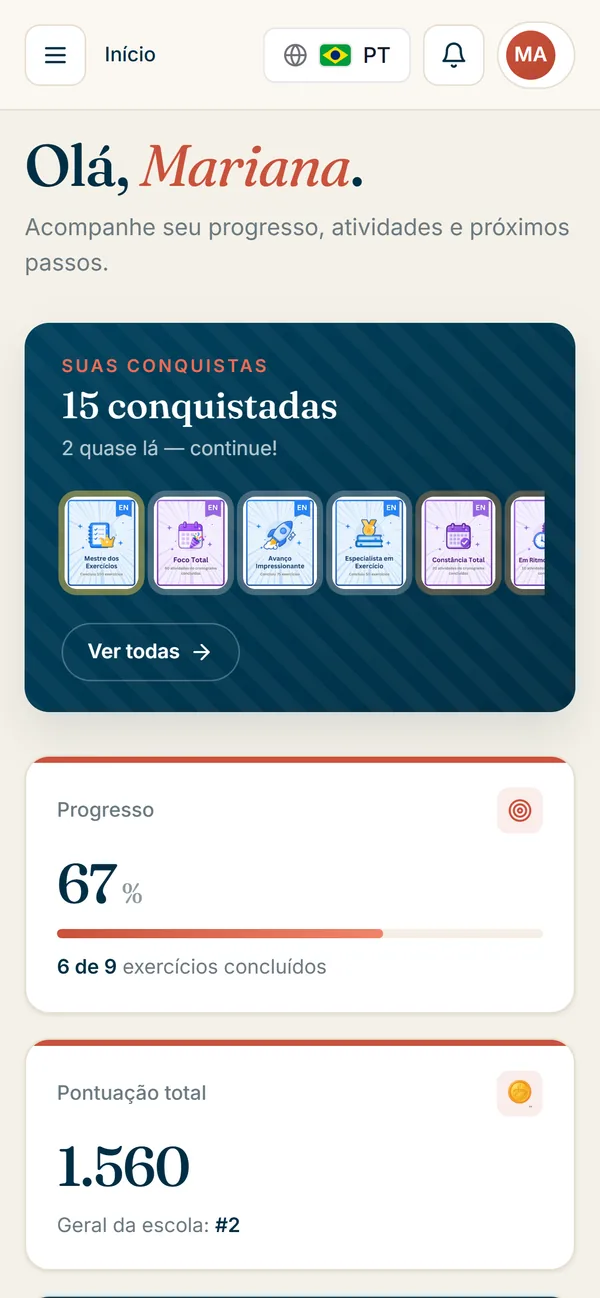 Início
PT
MA
Olá, Mariana.
Acompanhe seu progresso, atividades e próximos
passos.
SUAS CONQUISTAS
15 conquistadas
2 quase lá — continue!
EN
Mestre dos
Exercícios
EN
Foco Total
EN
Avanço
Impressionante
EN
Especialista em
Exercício
EN
Constância Total
Ver todas
Progresso
67 %
6 de 9 exercícios concluídos
Pontuação total
1.560
Geral da escola: #2